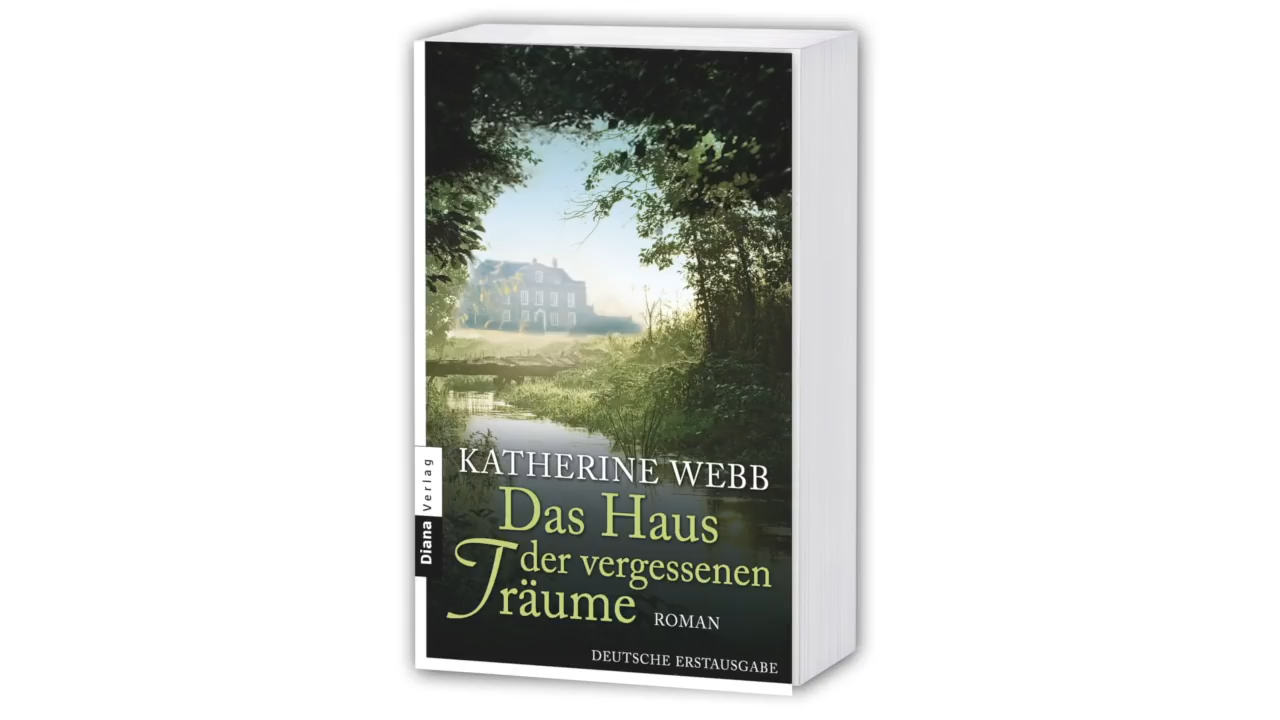 KATHERINE WEBB
Das Haus
der vergessenen
Träume
ROMAN
DEUTSCHE ERSTAUSGABE
Diana Verlag